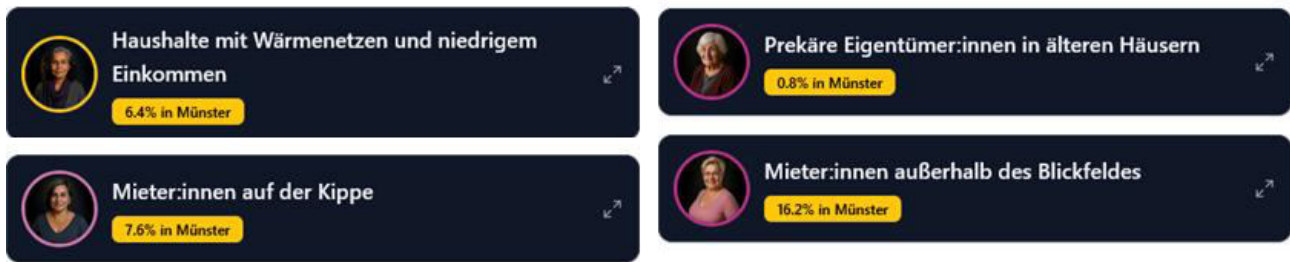 Haushalte mit Wärmenetzen und niedrigem
Einkommen
6.4% in Münster
Prekäre Eigentümer:innen in älteren Häusern
0.8% in Münster
Mieter:innen auf der Kippe
7.6% in Münster
Mieter:innen außerhalb des Blickfeldes
16.2% in Münster